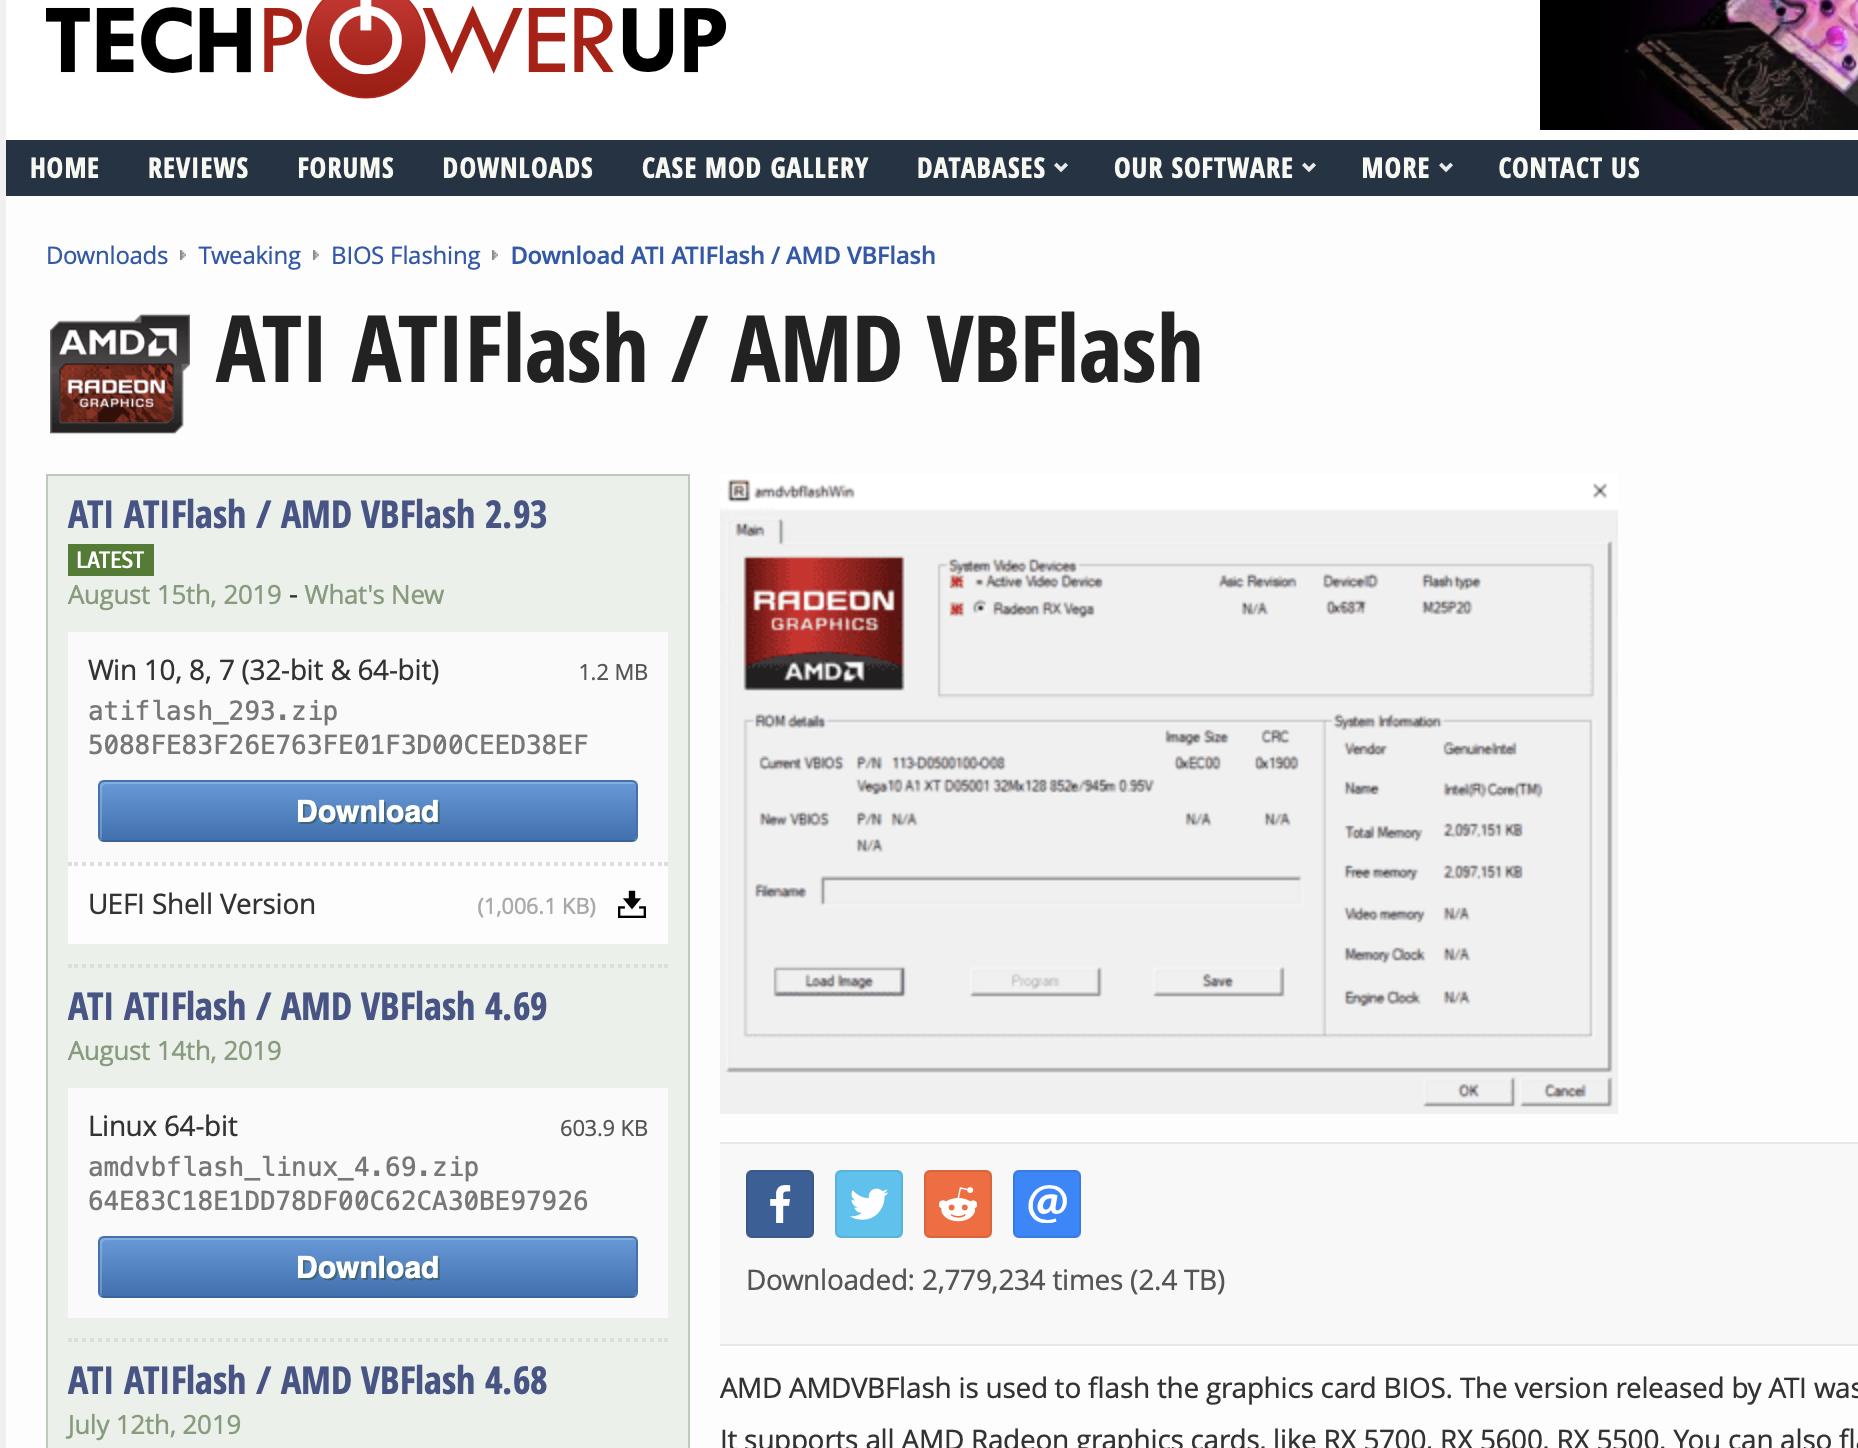 TECHPOWERUP
HOME REVIEWS FORUMS DOWNLOADS CASE MOD GALLERY DATABASES OUR SOFTWARE MORE CONTACT US
Downloads Tweaking BIOS Flashing Download ATI ATIFlash / AMD VBFlash
AMD RADEON GRAPHICS
ATI ATIFlash / AMD VBFlash
ATI ATIFlash / AMD VBFlash 2.93
LATEST
August 15th, 2019 - What's New
Win 10, 8, 7 (32-bit & 64-bit) 1.2 MB
atiflash_293.zip
5088FE83F26E763FE01F3D00CEED38EF
Download
UEFI Shell Version (1,006.1 KB)
ATI ATIFlash / AMD VBFlash 4.69
August 14th, 2019
Linux 64-bit 603.9 KB
amdvbflash_linux_4.69.zip
64E83C18E1DD78DF00C62CA30BE97926
Download
ATI ATIFlash / AMD VBFlash 4.68
July 12th, 2019
amdvbflashWin
Main
RADEON
GRAPHICS
AMD
System Video Devices
= Active Video Device Asic Revision DeviceID Flash type
Radeon RX Vega N/A 0x687f M25P20
ROM details
Image Size CRC
Current VBIOS P/N 113-D0500100-O08 0xEC00 0x1900
Vega10 A1 XT D05001 32Mx128 852e/945m 0.95V
New VBIOS P/N N/A N/A N/A
N/A
Filename
Load Image Program Save
System Information
Vendor GenuineIntel
Name Intel(R) Core(TM)
Total Memory 2,097,151 KB
Free memory 2,097,151 KB
Video memory N/A
Memory Clock N/A
Engine Clock N/A
OK Cancel
Downloaded: 2,779,234 times (2.4 TB)
AMD AMDVBFlash is used to flash the graphics card BIOS. The version released by ATI was
It supports all AMD Radeon graphics cards, like RX 5700, RX 5600, RX 5500. You can also fl